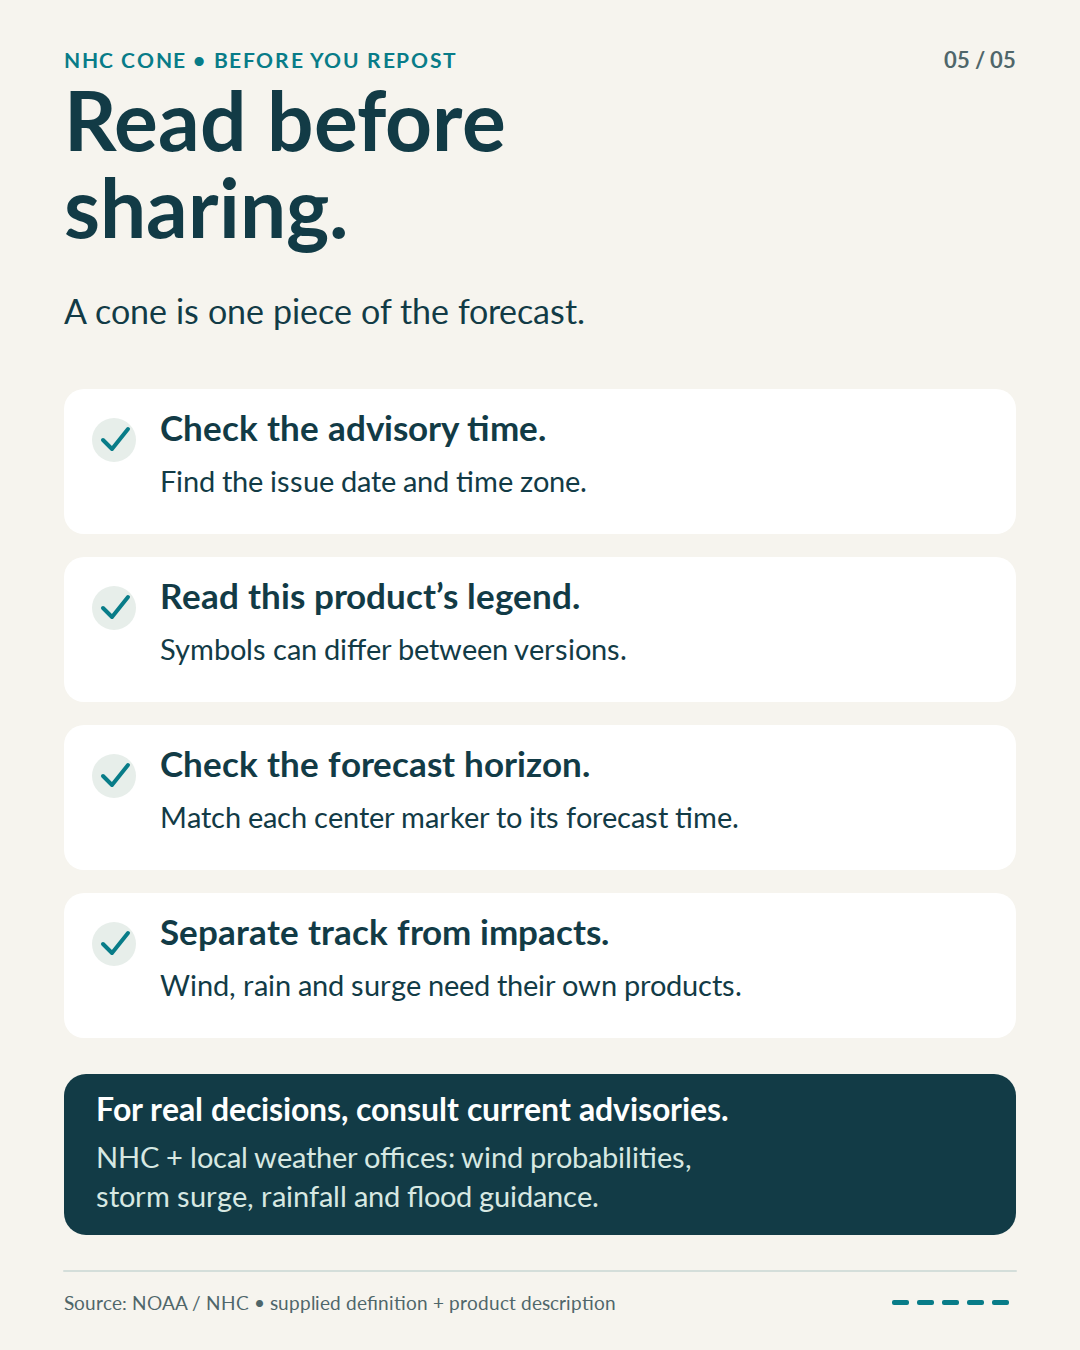 NHC CONE • BEFORE YOU REPOST
05 / 05
Read before
sharing.
A cone is one piece of the forecast.
Check the advisory time.
Find the issue date and time zone.
Read this product’s legend.
Symbols can differ between versions.
Check the forecast horizon.
Match each center marker to its forecast time.
Separate track from impacts.
Wind, rain and surge need their own products.
For real decisions, consult current advisories.
NHC + local weather offices: wind probabilities,
storm surge, rainfall and flood guidance.
Source: NOAA / NHC • supplied definition + product description